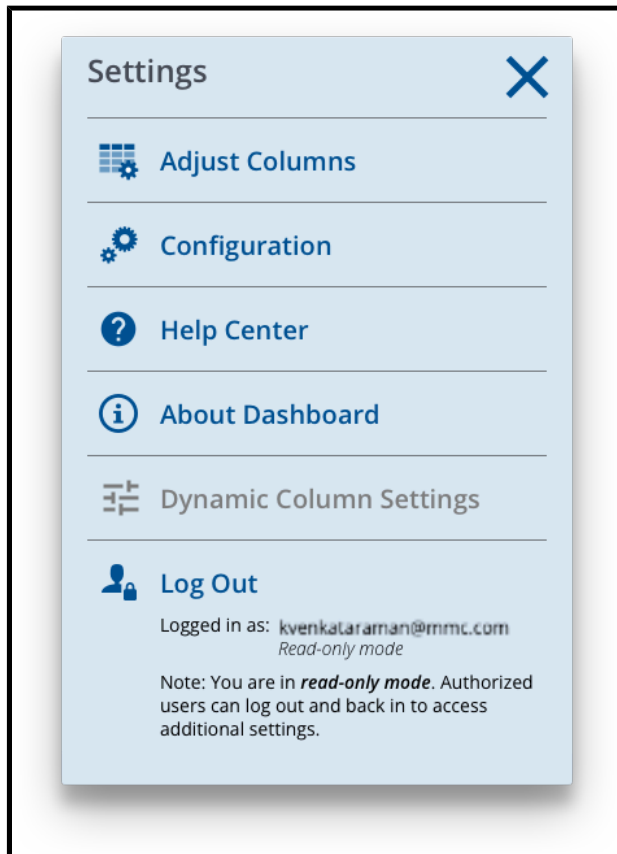 Settings
Adjust Columns
Configuration
Help Center
About Dashboard
Dynamic Column Settings
Log Out
Logged in as: kvenkataraman@mmc.com
Read-only mode
Note: You are in read-only mode. Authorized
users can log out and back in to access
additional settings.